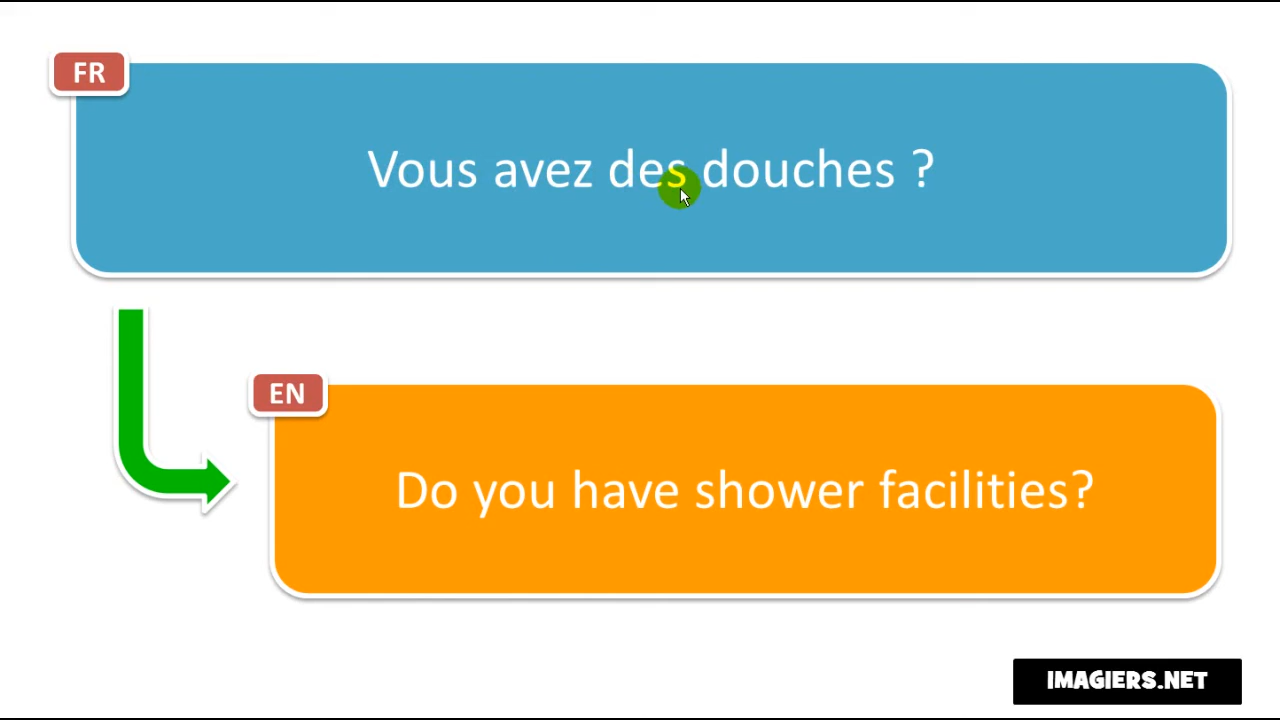 FR
Vous avez des douches ?
EN
Do you have shower facilities?
IMAGIERS.NET